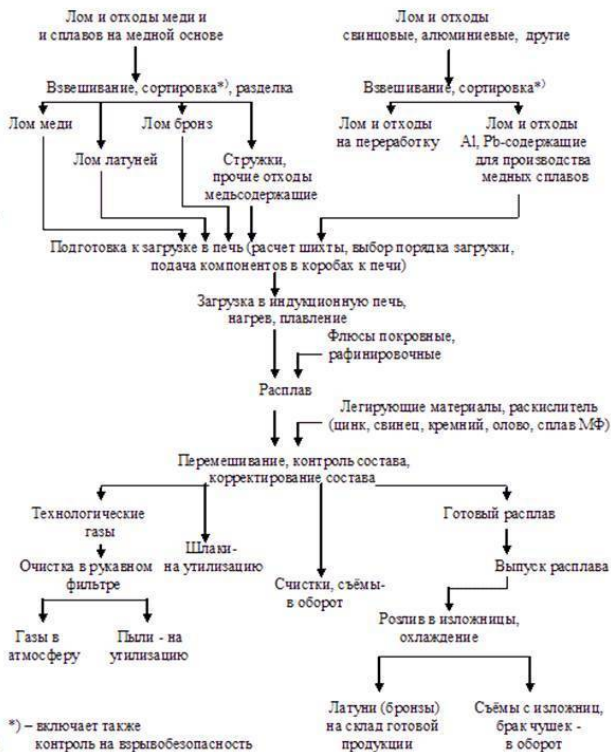 Лом и отходы меди и
и сплавов на медной основе
Лом и отходы
свинцовые, алюминиевые, другие
Взвешивание, сортировка*), разделка
Взвешивание, сортировка*)
Лом меди
Лом бронз
Лом латуней
Стружки,
прочие отходы
медьсодержащие
Лом и отходы
на переработку
Лом и отходы
Al, Pb-содержащие
для производства
медных сплавов
Подготовка к загрузке в печь (расчет шихты, выбор порядка загрузки,
подача компонентов в коробах к печи)
Загрузка в индукционную печь,
нагрев, плавление
Флюсы покровные,
рафинировочные
Расплав
Легирующие материалы, раскислитель
(цинк, свинец, кремний, олово, сплав МФ)
Перемешивание, контроль состава,
корректирование состава
Технологические
газы
Шлаки-
на утилизацию
Счистки, съёмы-
в оборот
Готовый расплав
Очистка в рукавном
фильтре
Выпуск расплава
Газы в
атмосферу
Пыли - на
утилизацию
Розлив в изложницы,
охлаждение
Латуни (бронзы)
на склад готовой
продукции
Съёмы с изложниц,
брак чушек -
в оборот
*) – включает также
контроль на взрывобезопасность